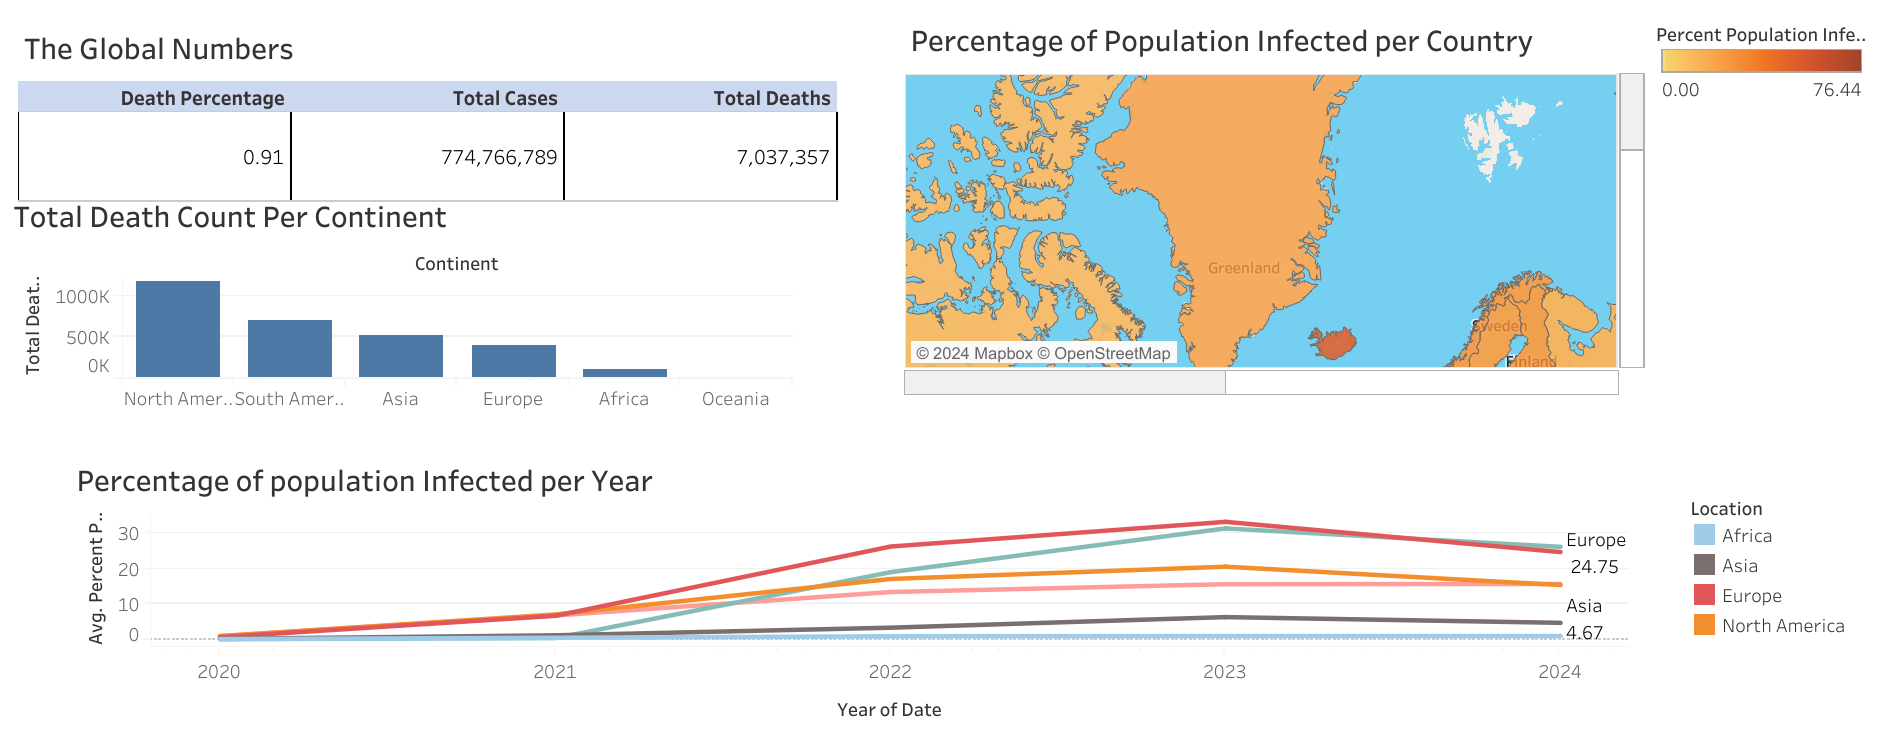 The Global Numbers
Death Percentage Total Cases Total Deaths
0.91 774,766,789 7,037,357
Total Death Count Per Continent
Continent
Total Deat..
1000K
500K
0K
North Amer.. South Amer.. Asia Europe Africa Oceania
Percentage of Population Infected per Country
Greenland
Sweden
Finland
© 2024 Mapbox © OpenStreetMap
Percent Population Infe..
0.00 76.44
Percentage of population Infected per Year
Avg. Percent P..
30
20
10
0
Europe
24.75
Asia
4.67
2020 2021 2022 2023 2024
Year of Date
Location
Africa
Asia
Europe
North America